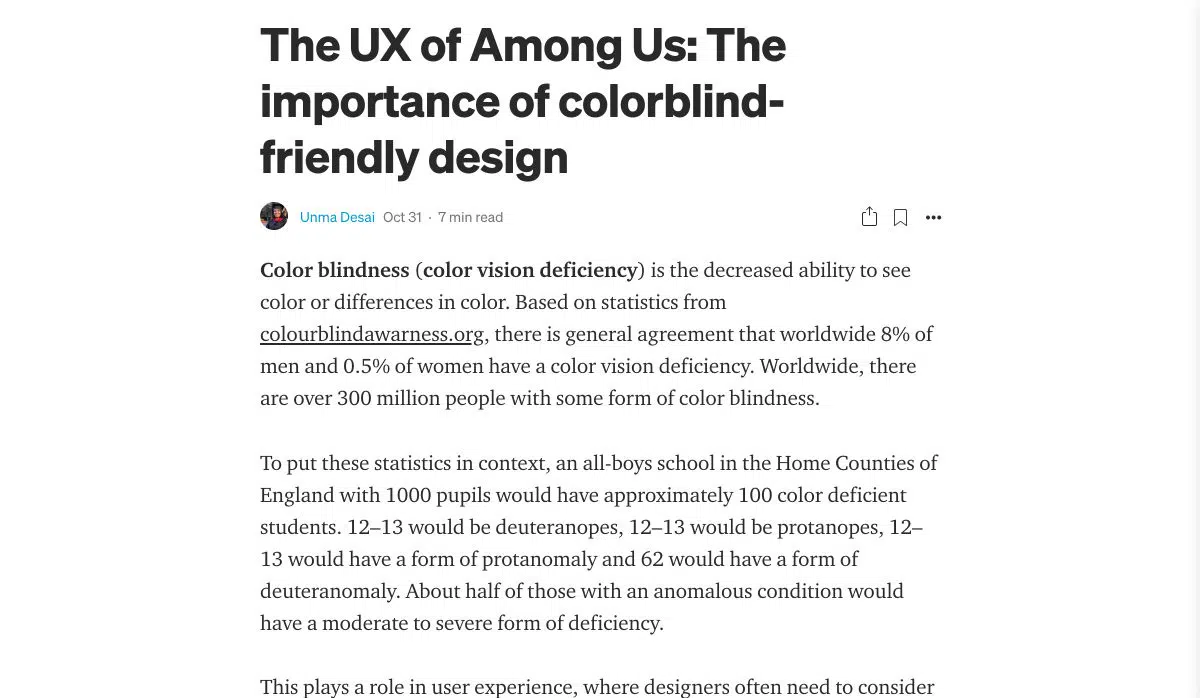 The UX of Among Us: The
importance of colorblind-
friendly design
Unma Desai Oct 31 · 7 min read
Color blindness (color vision deficiency) is the decreased ability to see
color or differences in color. Based on statistics from
colourblindawarness.org, there is general agreement that worldwide 8% of
men and 0.5% of women have a color vision deficiency. Worldwide, there
are over 300 million people with some form of color blindness.
To put these statistics in context, an all-boys school in the Home Counties of
England with 1000 pupils would have approximately 100 color deficient
students. 12–13 would be deuteranopes, 12–13 would be protanopes, 12–
13 would have a form of protanomaly and 62 would have a form of
deuteranomaly. About half of those with an anomalous condition would
have a moderate to severe form of deficiency.
This plays a role in user experience, where designers often need to consider